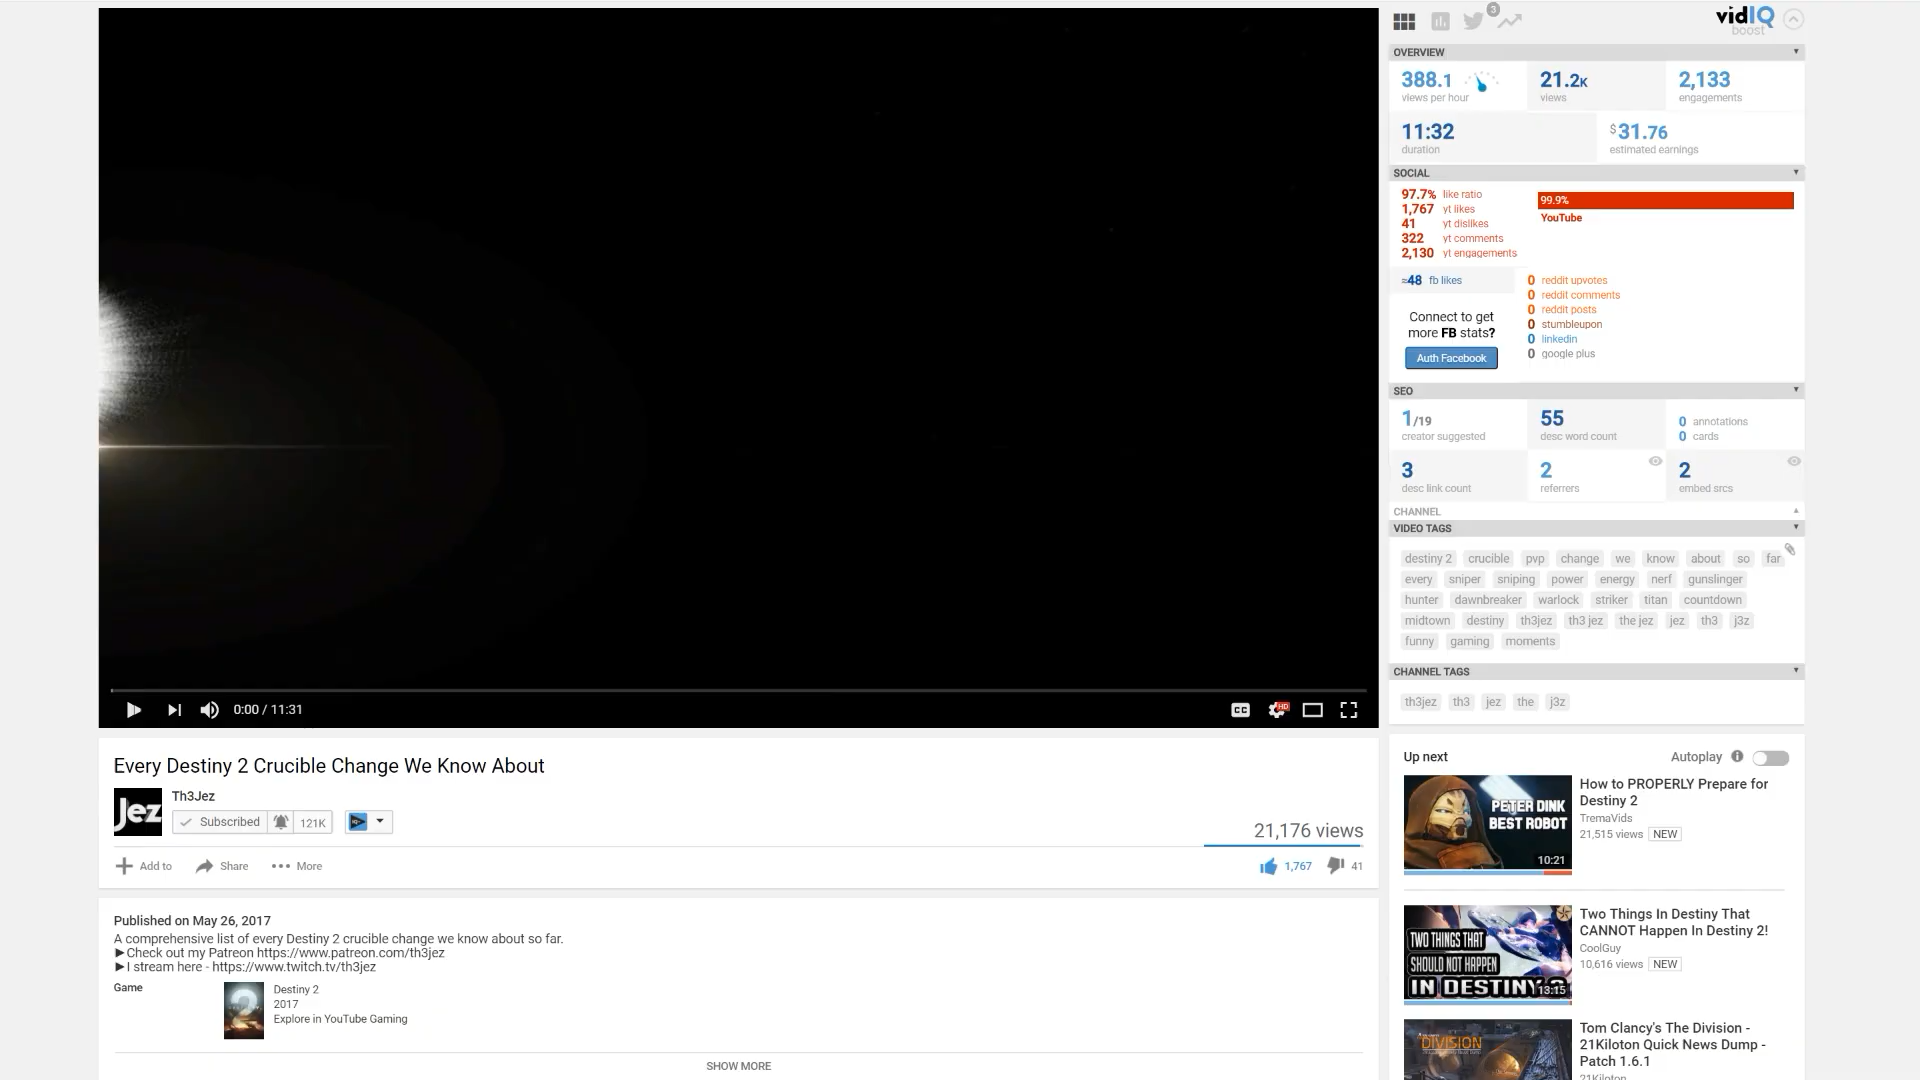 vidIQ
boost
3
OVERVIEW
388.1
views per hour
21.2K
views
2,133
engagements
11:32
duration
$31.76
estimated earnings
SOCIAL
97.7% like ratio
1,767 yt likes
41 yt dislikes
322 yt comments
2,130 yt engagements
99.9%
YouTube
≈48 fb likes
Connect to get
more FB stats?
Auth Facebook
0 reddit upvotes
0 reddit comments
0 reddit posts
0 stumbleupon
0 linkedin
0 google plus
SEO
1/19
creator suggested
55
desc word count
0 annotations
0 cards
3
desc link count
2
referrers
2
embed srcs
CHANNEL
VIDEO TAGS
destiny 2 crucible pvp change we know about so far
every sniper sniping power energy nerf gunslinger
hunter dawnbreaker warlock striker titan countdown
midtown destiny th3jez th3 jez the jez jez th3 j3z
funny gaming moments
CHANNEL TAGS
th3jez th3 jez the j3z
0:00 / 11:31
CC
HD
Every Destiny 2 Crucible Change We Know About
Jez
Th3Jez
Subscribed 121K
21,176 views
Add to Share More
1,767 41
Published on May 26, 2017
A comprehensive list of every Destiny 2 crucible change we know about so far.
►Check out my Patreon https://www.patreon.com/th3jez
►I stream here - https://www.twitch.tv/th3jez
Game
2
Destiny 2
2017
Explore in YouTube Gaming
SHOW MORE
Up next
Autoplay
PETER DINK
BEST ROBOT
10:21
How to PROPERLY Prepare for
Destiny 2
TremaVids
21,515 views NEW
TWO THINGS THAT
SHOULD NOT HAPPEN
IN DESTINY 2
13:15
Two Things In Destiny That
CANNOT Happen In Destiny 2!
CoolGuy
10,616 views NEW
DIVISION
Tom Clancy's The Division -
21Kiloton Quick News Dump -
Patch 1.6.1
21Kiloton